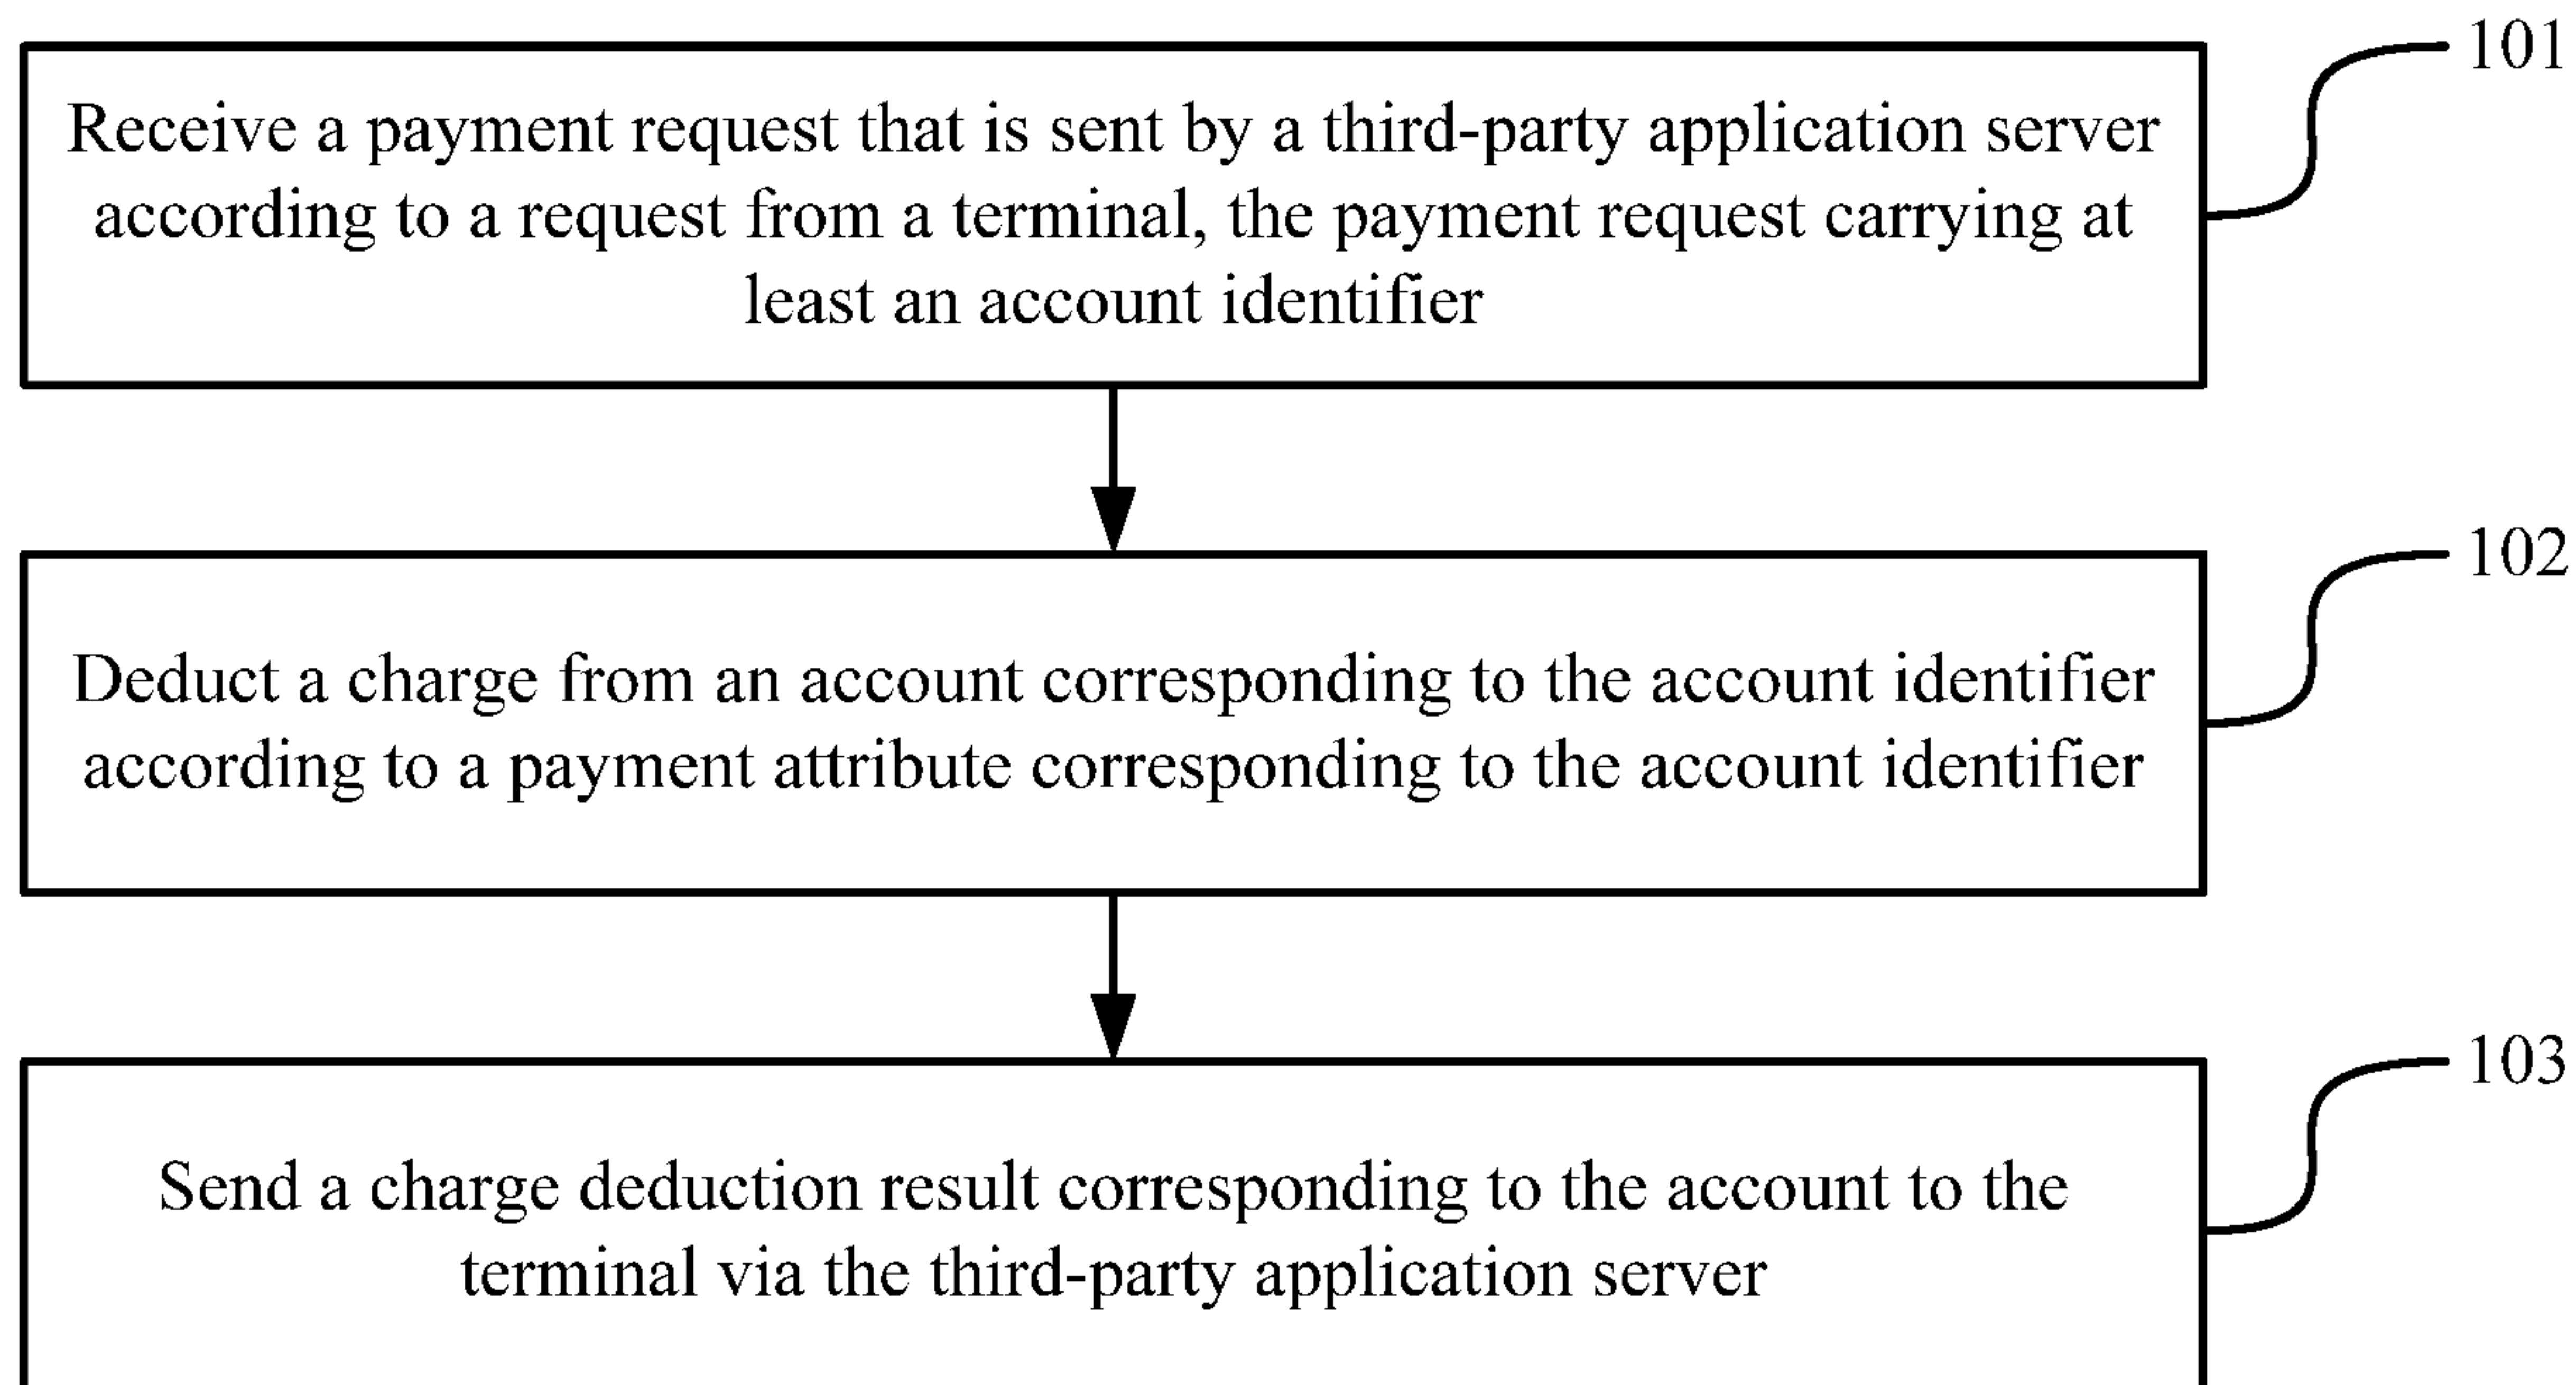 101
Receive a payment request that is sent by a third-party application server
according to a request from a terminal, the payment request carrying at
least an account identifier
102
Deduct a charge from an account corresponding to the account identifier
according to a payment attribute corresponding to the account identifier
103
Send a charge deduction result corresponding to the account to the
terminal via the third-party application server